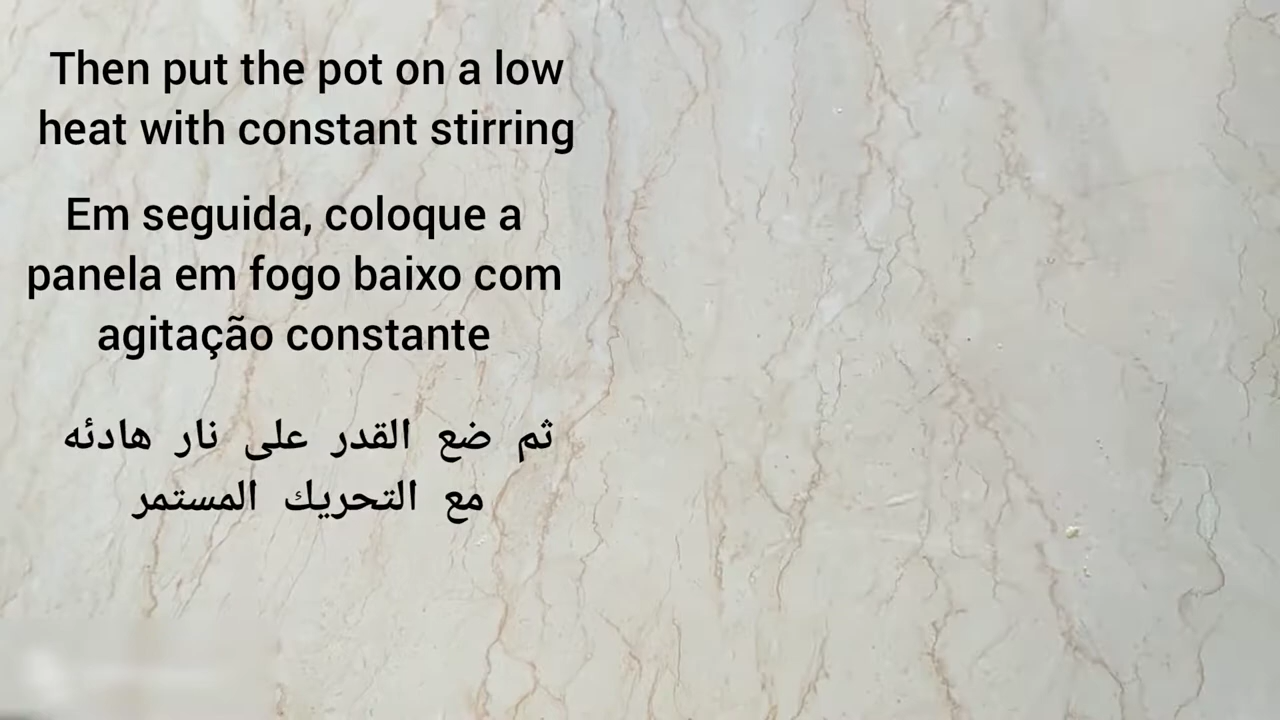 Then put the pot on a low
heat with constant stirring
Em seguida, coloque a
panela em fogo baixo com
agitação constante
ثم ضع القدر على نار هادئه
مع التحريك المستمر